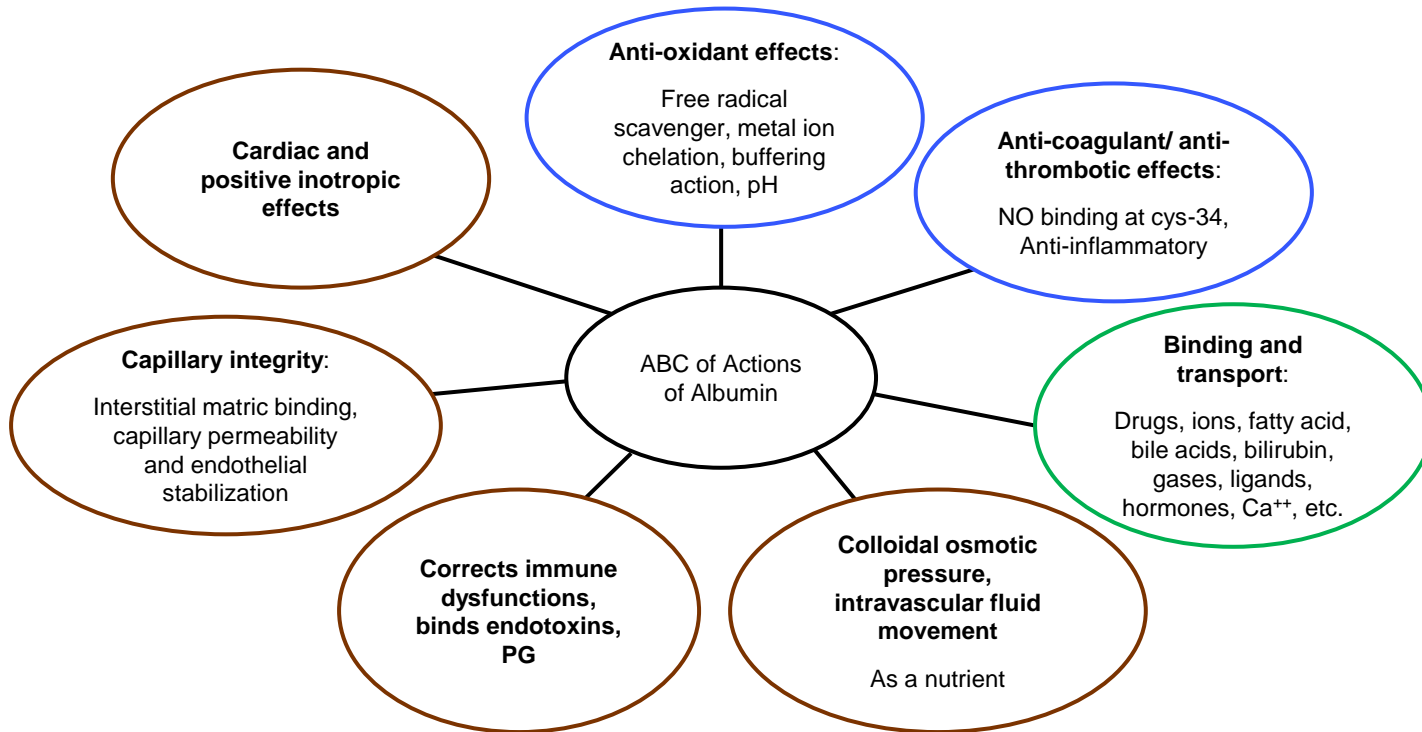 Anti-oxidant effects:
Free radical
scavenger, metal ion
chelation, buffering
action, pH
Anti-coagulant/ anti-
thrombotic effects:
NO binding at cys-34,
Anti-inflammatory
Binding and
transport:
Drugs, ions, fatty acid,
bile acids, bilirubin,
gases, ligands,
hormones, Ca⁺⁺, etc.
Colloidal osmotic
pressure,
intravascular fluid
movement
As a nutrient
Corrects immune
dysfunctions,
binds endotoxins,
PG
Capillary integrity:
Interstitial matric binding,
capillary permeability
and endothelial
stabilization
Cardiac and
positive inotropic
effects
ABC of Actions
of Albumin